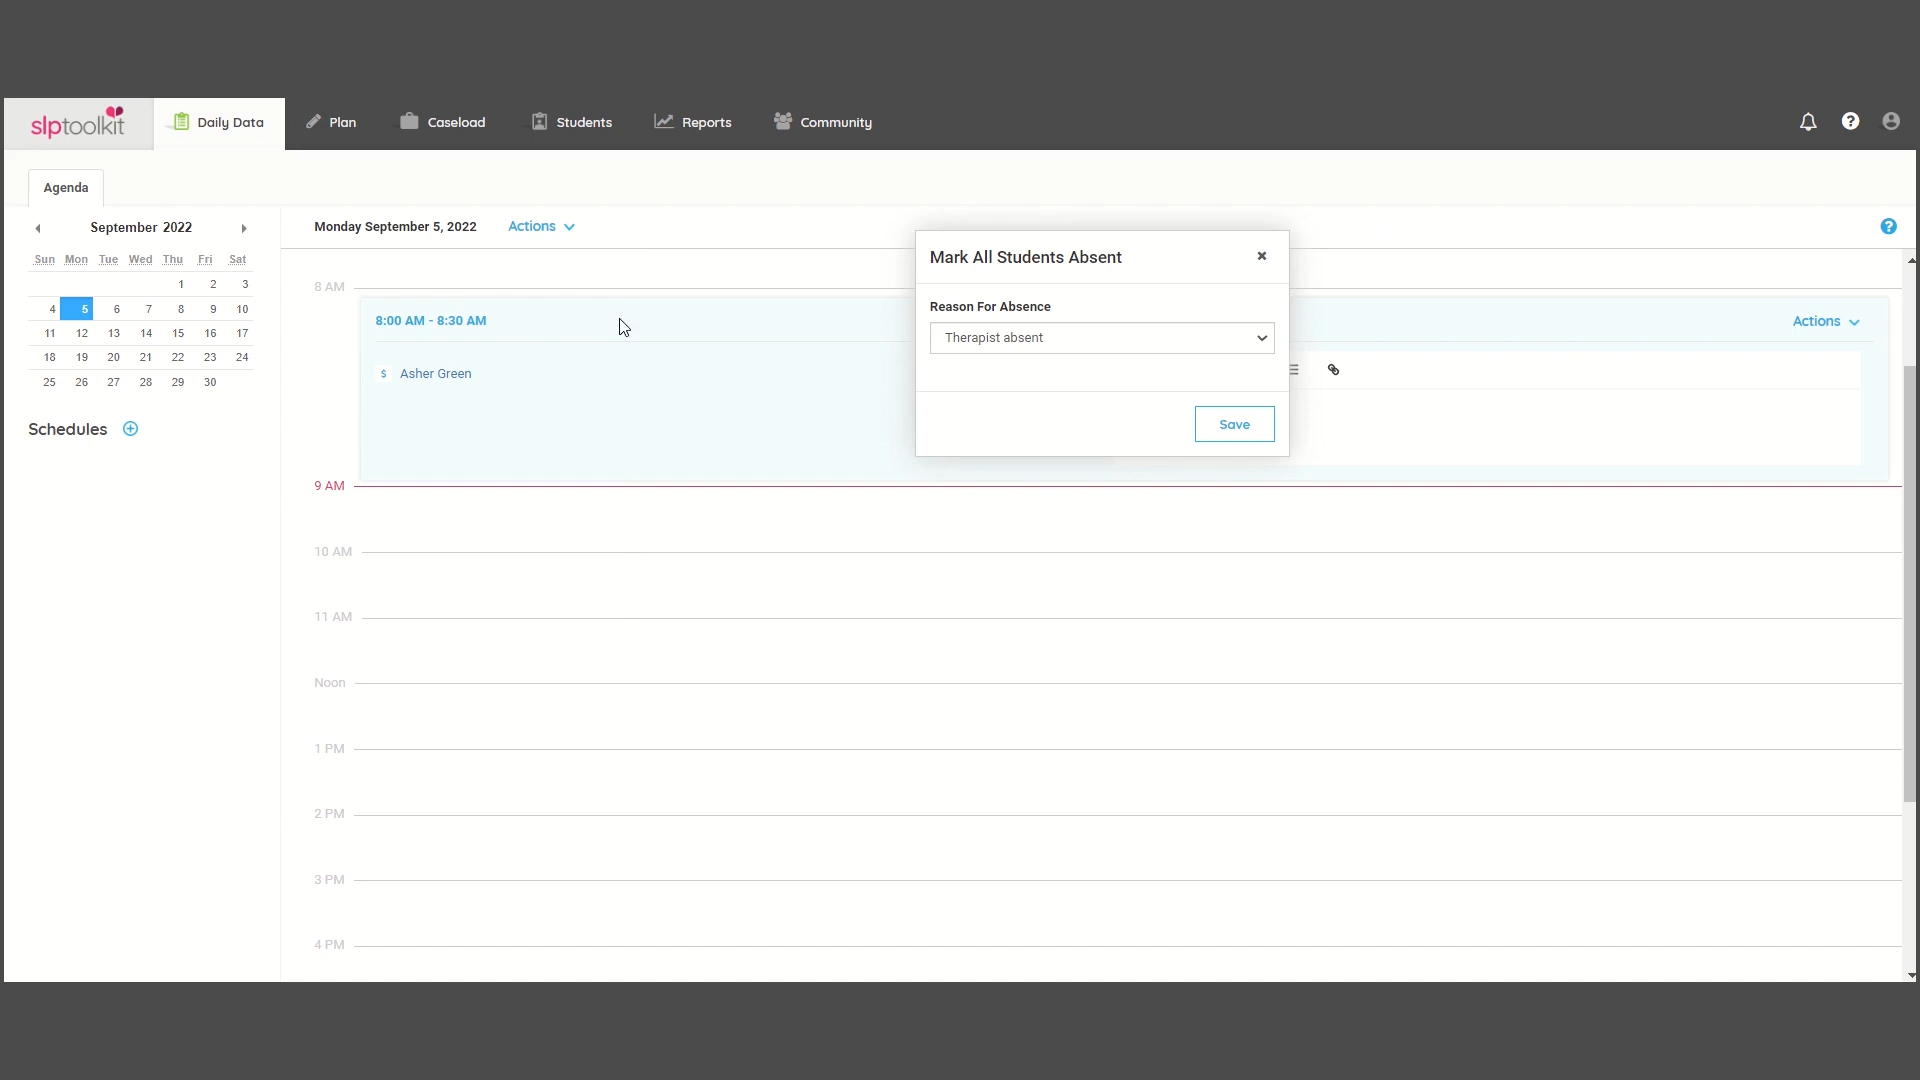 slptoolkit
Daily Data
Plan
Caseload
Students
Reports
Community
?
Agenda
September 2022
Sun Mon Tue Wed Thu Fri Sat
1 2 3
4 5 6 7 8 9 10
11 12 13 14 15 16 17
18 19 20 21 22 23 24
25 26 27 28 29 30
Schedules
Monday September 5, 2022
Actions
?
8 AM
8:00 AM - 8:30 AM
Actions
$ Asher Green
Mark All Students Absent
Reason For Absence
Therapist absent
Save
9 AM
10 AM
11 AM
Noon
1 PM
2 PM
3 PM
4 PM